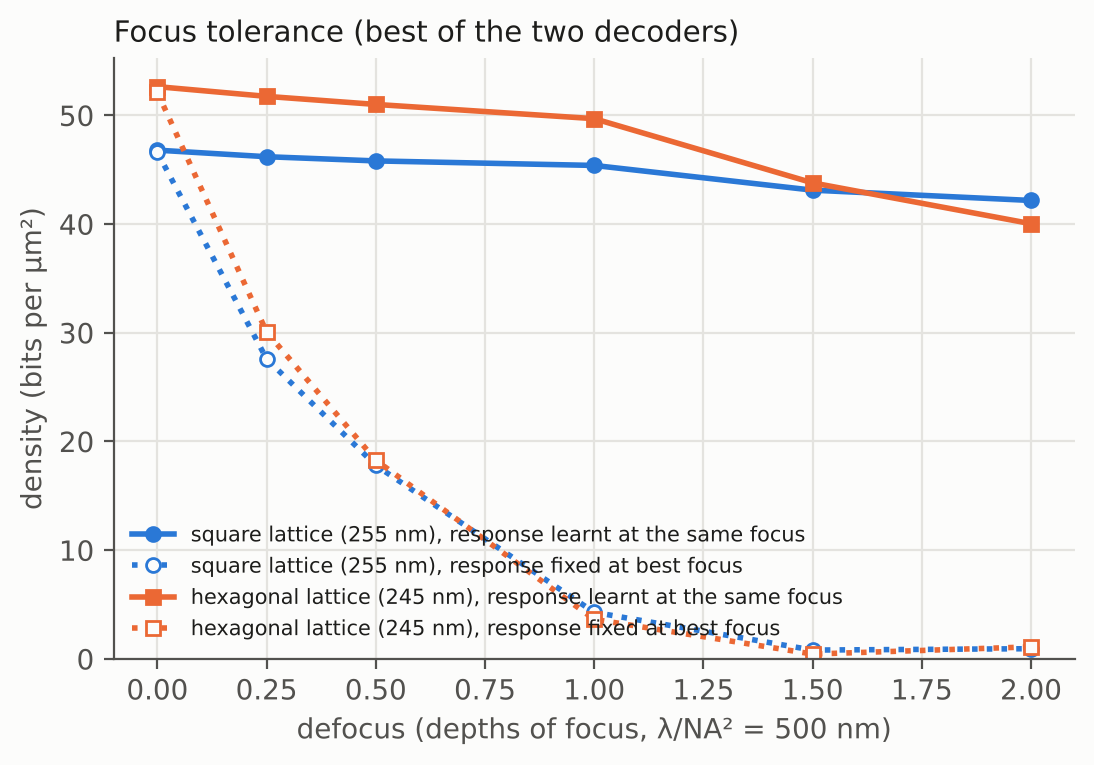 Focus tolerance (best of the two decoders)
density (bits per µm²)
50
40
30
20
10
0
square lattice (255 nm), response learnt at the same focus
square lattice (255 nm), response fixed at best focus
hexagonal lattice (245 nm), response learnt at the same focus
hexagonal lattice (245 nm), response fixed at best focus
0.00 0.25 0.50 0.75 1.00 1.25 1.50 1.75 2.00
defocus (depths of focus, λ/NA² = 500 nm)